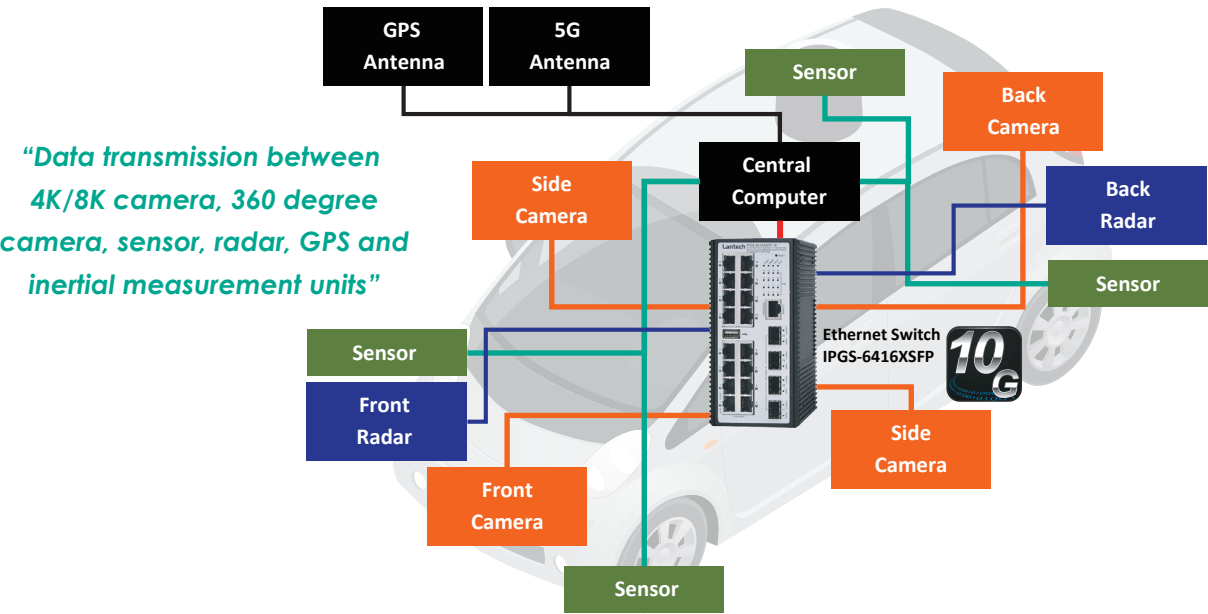 GPS
Antenna
5G
Antenna
Sensor
Back
Camera
“Data transmission between
4K/8K camera, 360 degree
camera, sensor, radar, GPS and
inertial measurement units”
Side
Camera
Central
Computer
Back
Radar
Lantech
Sensor
Ethernet Switch
IPGS-6416XSFP
10G
Sensor
Front
Radar
Side
Camera
Front
Camera
Sensor